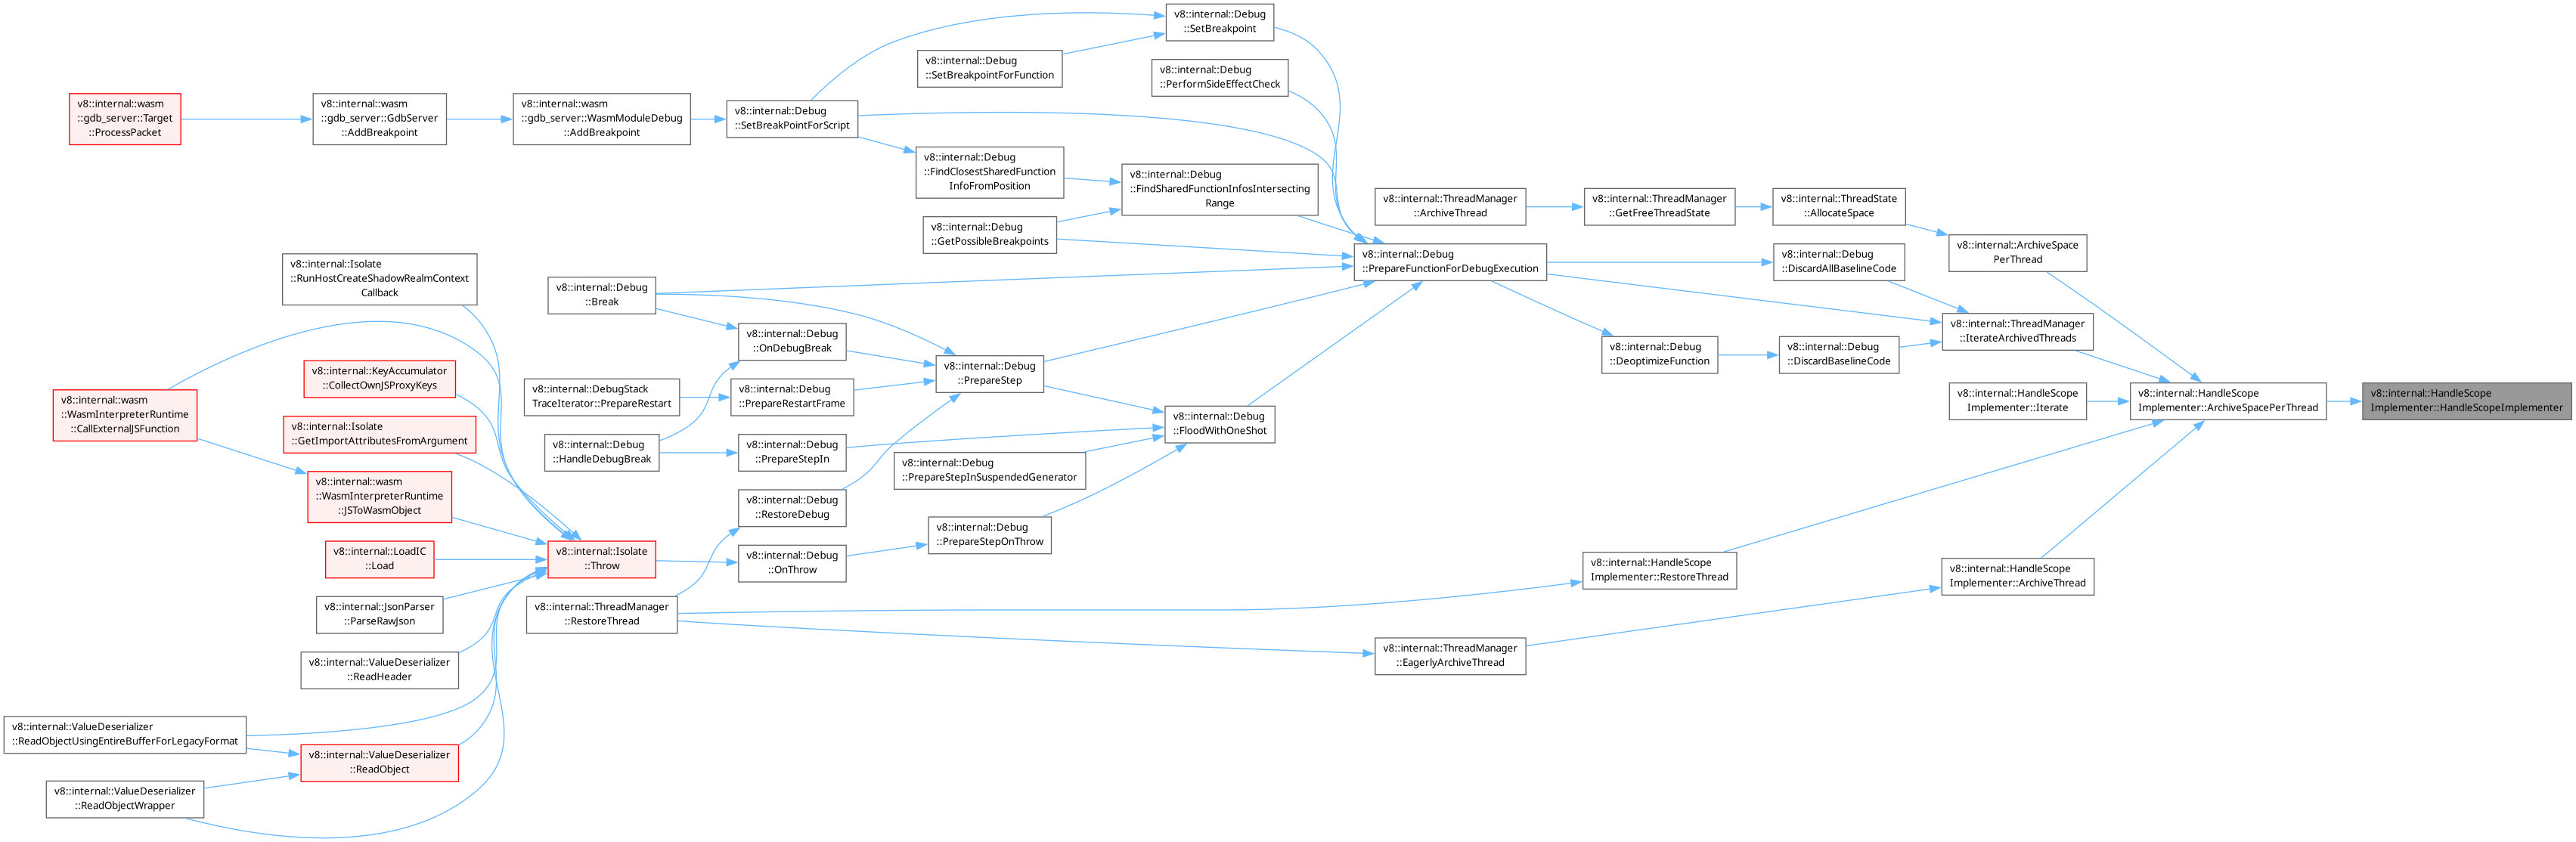 v8::internal::Debug
::SetBreakpoint
v8::internal::Debug
::SetBreakpointForFunction
v8::internal::Debug
::PerformSideEffectCheck
v8::internal::wasm
::gdb_server::Target
::ProcessPacket
v8::internal::wasm
::gdb_server::GdbServer
::AddBreakpoint
v8::internal::wasm
::gdb_server::WasmModuleDebug
::AddBreakpoint
v8::internal::Debug
::SetBreakPointForScript
v8::internal::Debug
::FindClosestSharedFunction
InfoFromPosition
v8::internal::Debug
::FindSharedFunctionInfosIntersecting
Range
v8::internal::ThreadManager
::ArchiveThread
v8::internal::ThreadManager
::GetFreeThreadState
v8::internal::ThreadState
::AllocateSpace
v8::internal::Debug
::GetPossibleBreakpoints
v8::internal::ArchiveSpace
PerThread
v8::internal::Isolate
::RunHostCreateShadowRealmContext
Callback
v8::internal::Debug
::PrepareFunctionForDebugExecution
v8::internal::Debug
::DiscardAllBaselineCode
v8::internal::Debug
::Break
v8::internal::Debug
::OnDebugBreak
v8::internal::ThreadManager
::IterateArchivedThreads
v8::internal::Debug
::DeoptimizeFunction
v8::internal::Debug
::DiscardBaselineCode
v8::internal::Debug
::PrepareStep
v8::internal::KeyAccumulator
::CollectOwnJSProxyKeys
v8::internal::DebugStack
TraceIterator::PrepareRestart
v8::internal::Debug
::PrepareRestartFrame
v8::internal::HandleScope
Implementer::Iterate
v8::internal::HandleScope
Implementer::ArchiveSpacePerThread
v8::internal::HandleScope
Implementer::HandleScopeImplementer
v8::internal::wasm
::WasmInterpreterRuntime
::CallExternalJSFunction
v8::internal::Isolate
::GetImportAttributesFromArgument
v8::internal::Debug
::HandleDebugBreak
v8::internal::Debug
::PrepareStepIn
v8::internal::Debug
::FloodWithOneShot
v8::internal::Debug
::PrepareStepInSuspendedGenerator
v8::internal::wasm
::WasmInterpreterRuntime
::JSToWasmObject
v8::internal::Debug
::RestoreDebug
v8::internal::Debug
::PrepareStepOnThrow
v8::internal::LoadIC
::Load
v8::internal::Isolate
::Throw
v8::internal::Debug
::OnThrow
v8::internal::HandleScope
Implementer::RestoreThread
v8::internal::HandleScope
Implementer::ArchiveThread
v8::internal::JsonParser
::ParseRawJson
v8::internal::ThreadManager
::RestoreThread
v8::internal::ThreadManager
::EagerlyArchiveThread
v8::internal::ValueDeserializer
::ReadHeader
v8::internal::ValueDeserializer
::ReadObjectUsingEntireBufferForLegacyFormat
v8::internal::ValueDeserializer
::ReadObject
v8::internal::ValueDeserializer
::ReadObjectWrapper